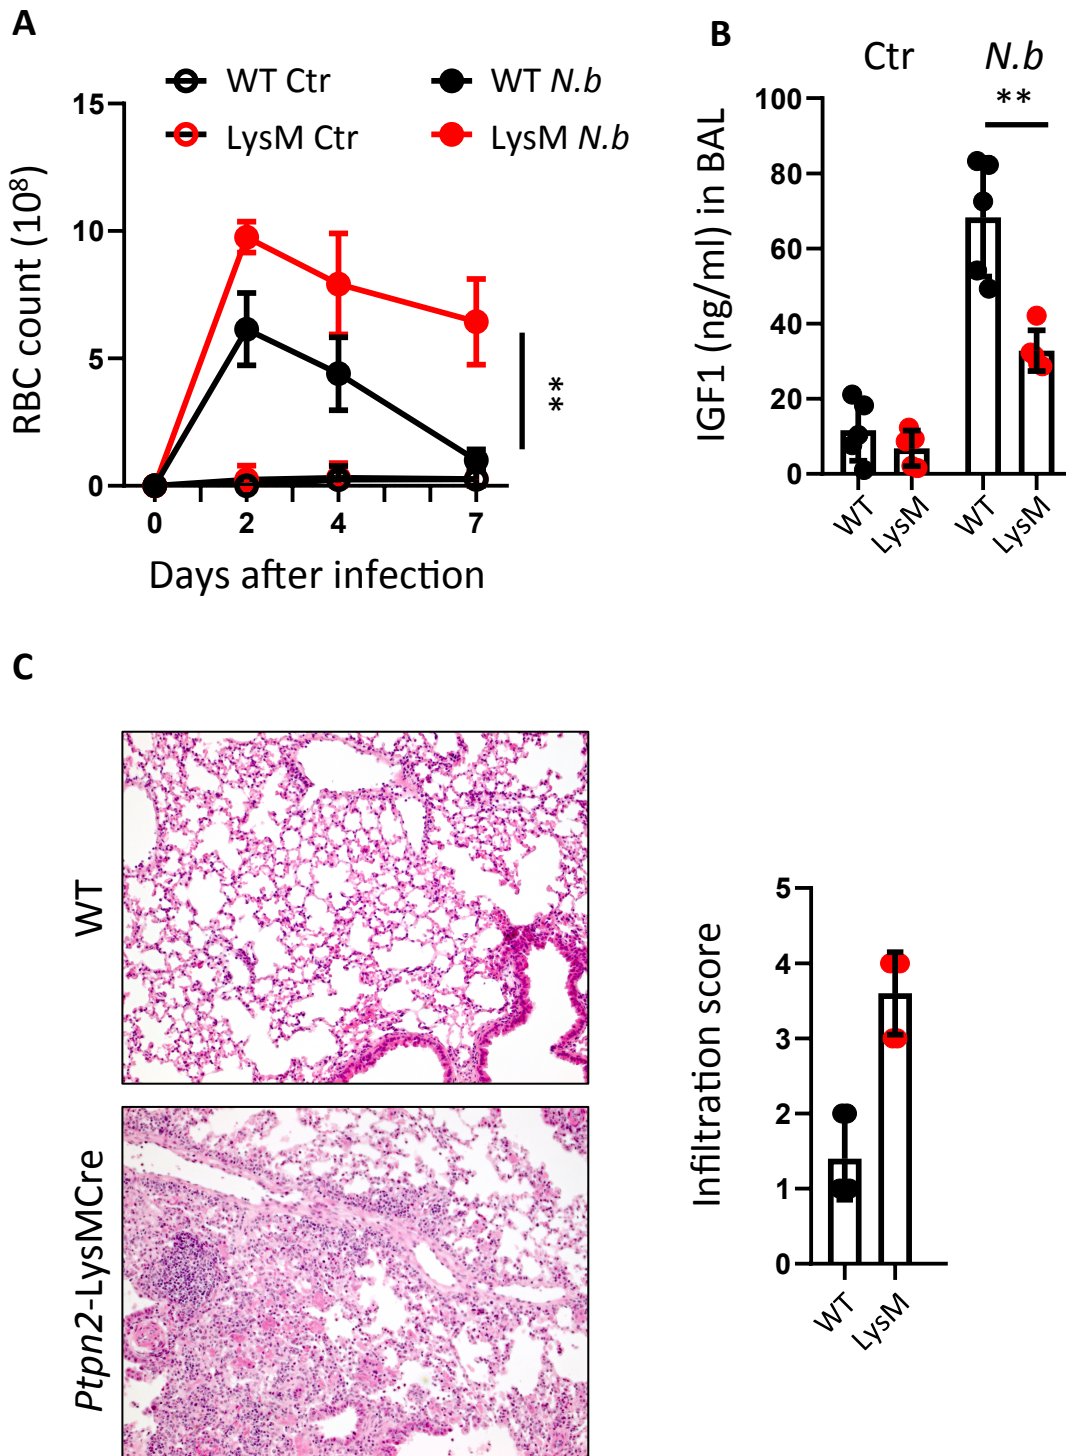 A
WT Ctr
WT N.b
LysM Ctr
LysM N.b
15
10
5
0
RBC count (10⁸)
0
2
4
7
Days after infection
**
B
Ctr
N.b
**
100
80
60
40
20
0
IGF1 (ng/ml) in BAL
WT
LysM
WT
LysM
C
WT
Ptpn2-LysMCre
5
4
3
2
1
0
Infiltration score
WT
LysM